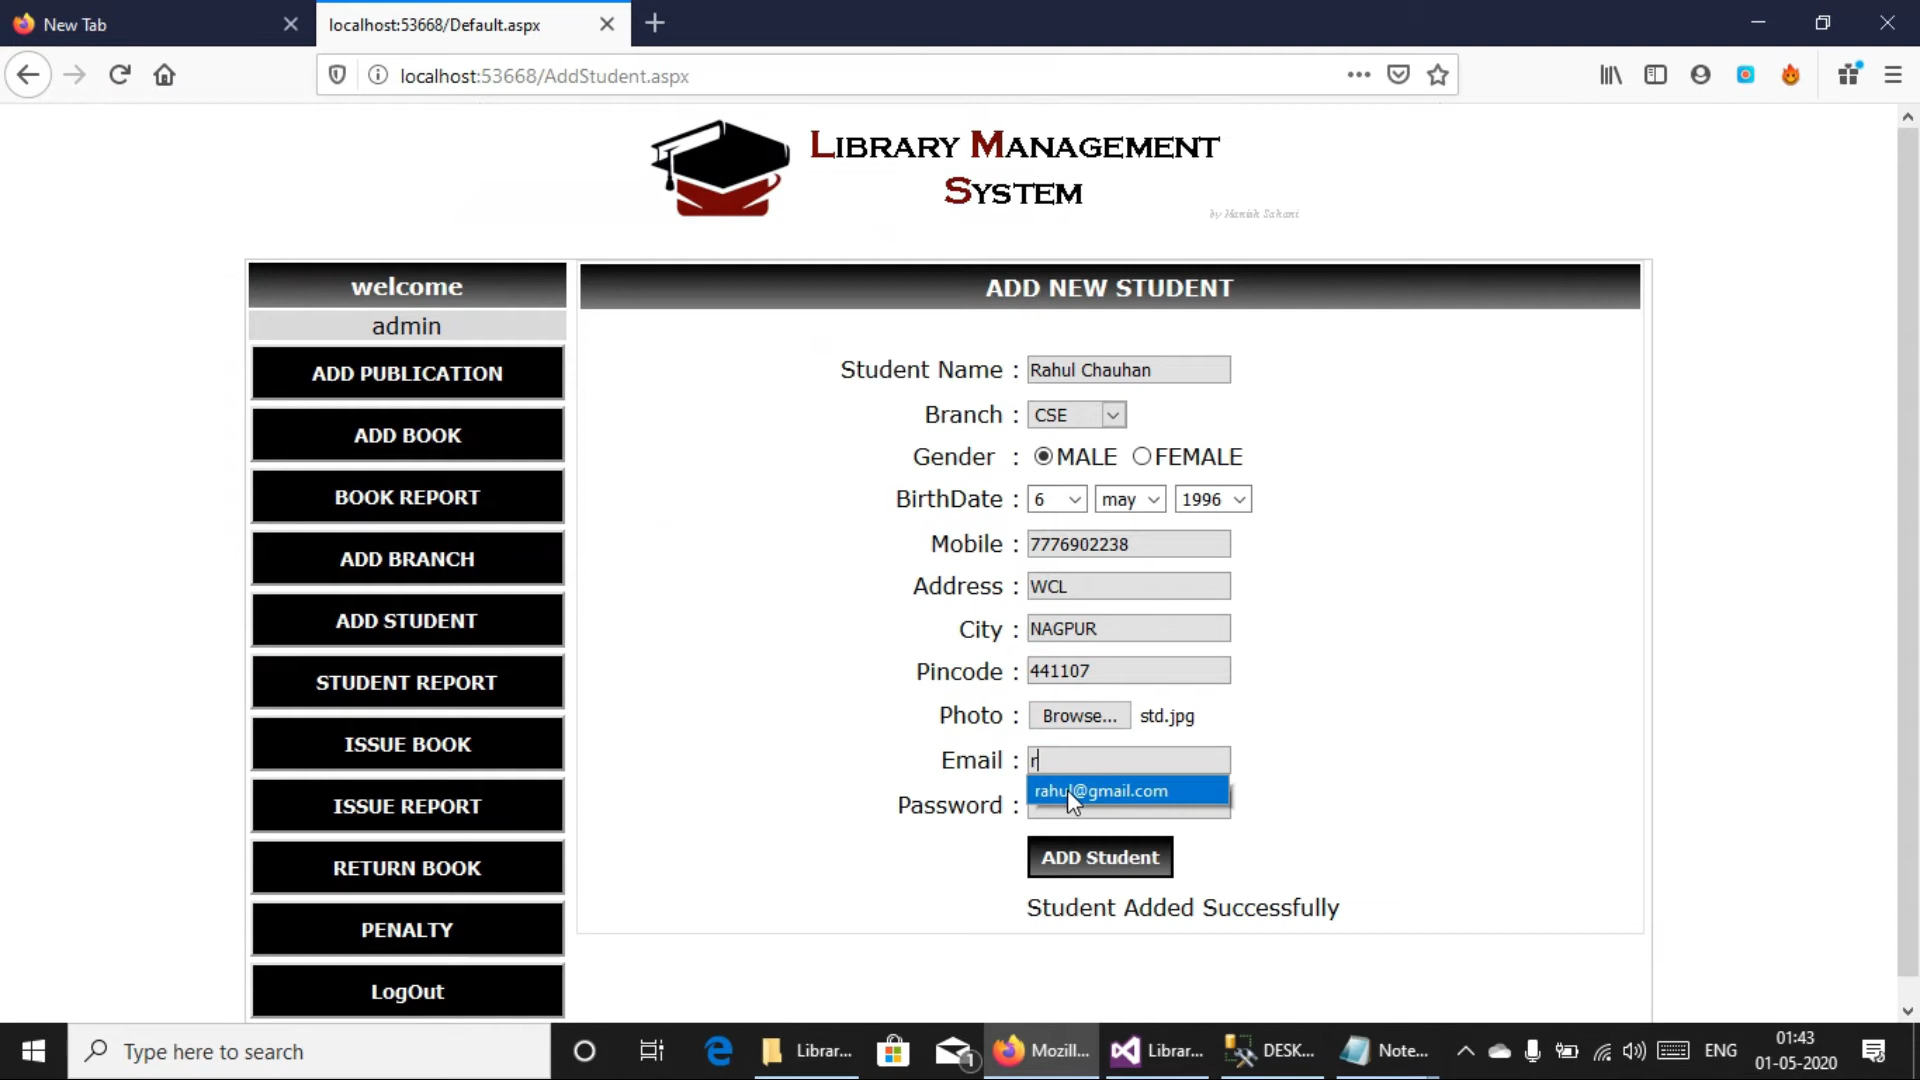 New Tab
localhost:53668/Default.aspx
localhost:53668/AddStudent.aspx
LIBRARY MANAGEMENT
SYSTEM
by Manish Sahani
welcome
admin
ADD PUBLICATION
ADD BOOK
BOOK REPORT
ADD BRANCH
ADD STUDENT
STUDENT REPORT
ISSUE BOOK
ISSUE REPORT
RETURN BOOK
PENALTY
LogOut
ADD NEW STUDENT
Student Name : Rahul Chauhan
Branch : CSE
Gender : MALE FEMALE
BirthDate : 6 may 1996
Mobile : 7776902238
Address : WCL
City : NAGPUR
Pincode : 441107
Photo : Browse... std.jpg
Email : r
rahul@gmail.com
Password :
ADD Student
Student Added Successfully
Type here to search
Librar...
1
Mozill...
Librar...
DESK...
Note...
ENG
01:43
01-05-2020